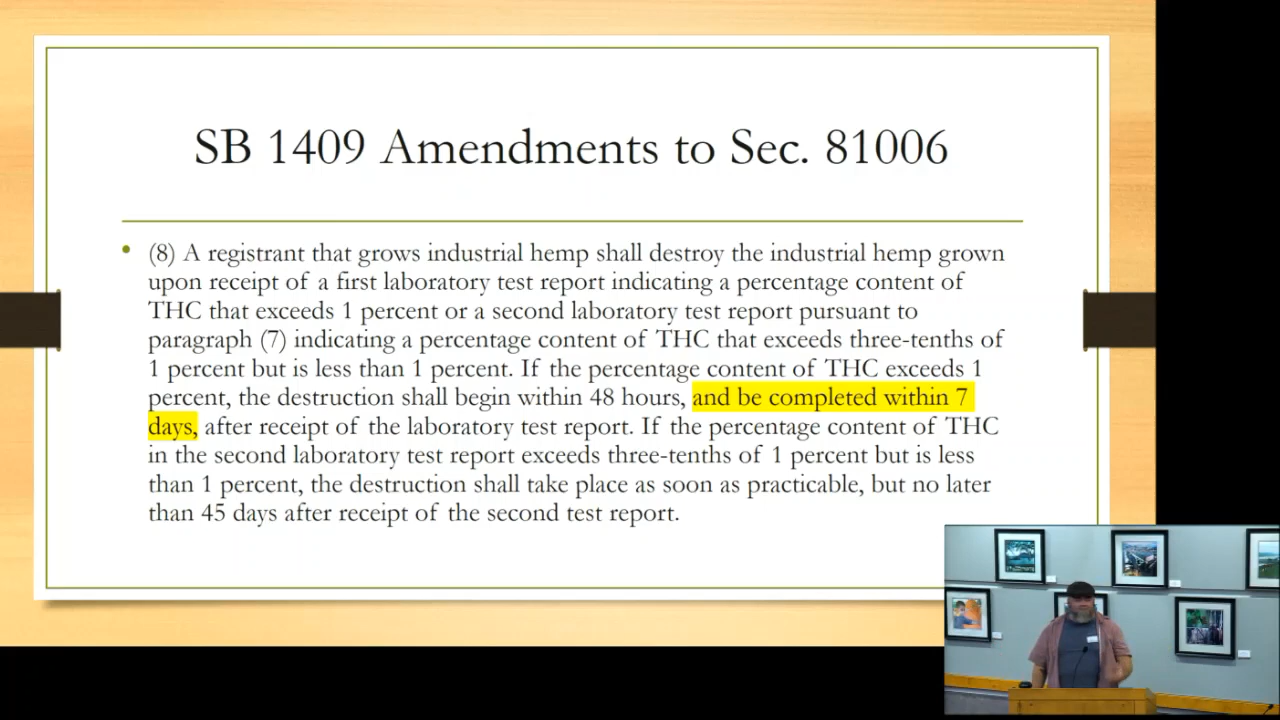 SB 1409 Amendments to Sec. 81006
(8) A registrant that grows industrial hemp shall destroy the industrial hemp grown
upon receipt of a first laboratory test report indicating a percentage content of
THC that exceeds 1 percent or a second laboratory test report pursuant to
paragraph (7) indicating a percentage content of THC that exceeds three-tenths of
1 percent but is less than 1 percent. If the percentage content of THC exceeds 1
percent, the destruction shall begin within 48 hours, and be completed within 7
days, after receipt of the laboratory test report. If the percentage content of THC
in the second laboratory test report exceeds three-tenths of 1 percent but is less
than 1 percent, the destruction shall take place as soon as practicable, but no later
than 45 days after receipt of the second test report.